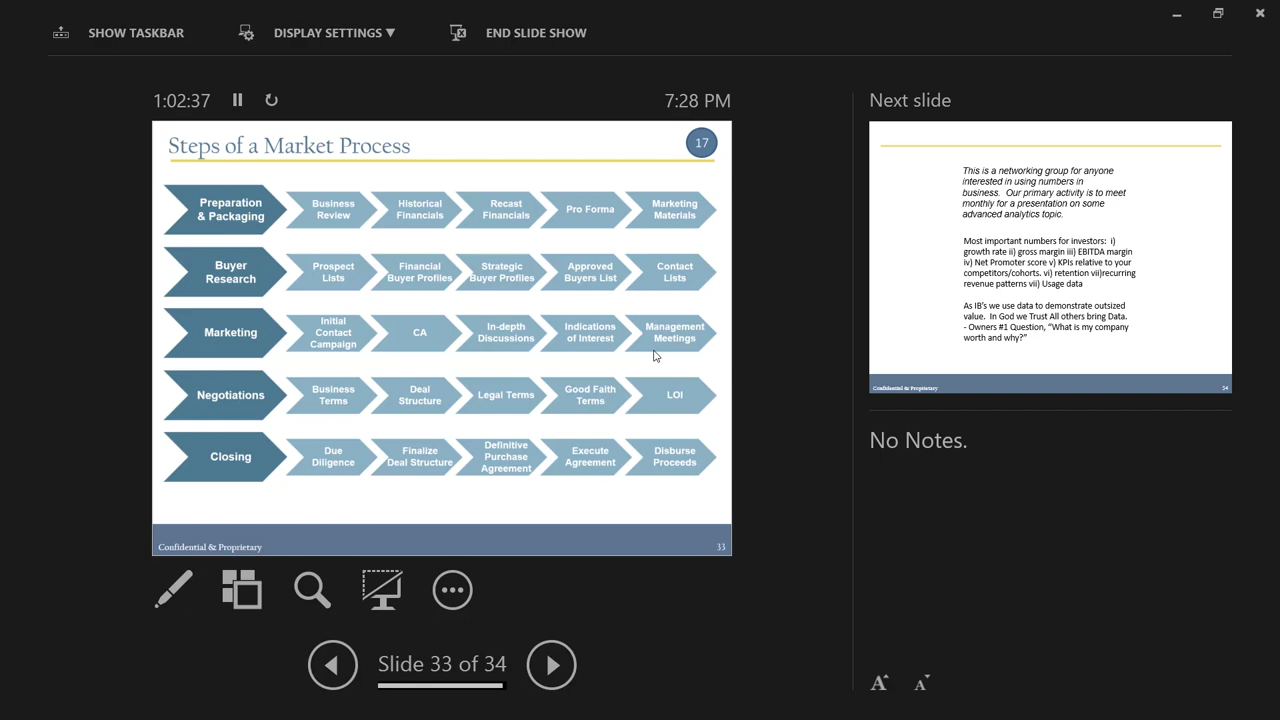 SHOW TASKBAR
DISPLAY SETTINGS ▼
END SLIDE SHOW
1:02:37
7:28 PM
Steps of a Market Process
17
Preparation
& Packaging
Business
Review
Historical
Financials
Recast
Financials
Pro Forma
Marketing
Materials
Buyer
Research
Prospect
Lists
Financial
Buyer Profiles
Strategic
Buyer Profiles
Approved
Buyers List
Contact
Lists
Marketing
Initial
Contact
Campaign
CA
In-depth
Discussions
Indications
of Interest
Management
Meetings
Negotiations
Business
Terms
Deal
Structure
Legal Terms
Good Faith
Terms
LOI
Closing
Due
Diligence
Finalize
Deal Structure
Definitive
Purchase
Agreement
Execute
Agreement
Disburse
Proceeds
Confidential & Proprietary
33
Slide 33 of 34
Next slide
This is a networking group for anyone
interested in using numbers in
business.  Our primary activity is to meet
monthly for a presentation on some
advanced analytics topic.
Most important numbers for investors:  i)
growth rate ii) gross margin iii) EBITDA margin
iv) Net Promoter score v) KPIs relative to your
competitors/cohorts. vi) retention vii)recurring
revenue patterns vii) Usage data
As IB's we use data to demonstrate outsized
value.  In God we Trust All others bring Data.
- Owners #1 Question, "What is my company
worth and why?"
Confidential & Proprietary
34
No Notes.
A
A